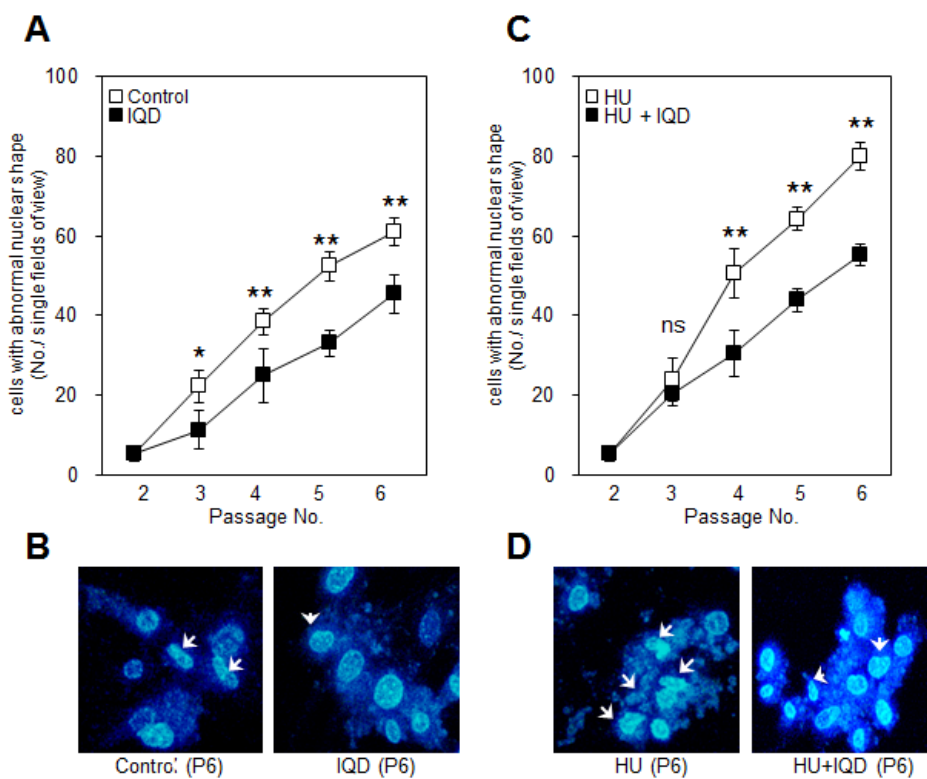 A
cells with abnormal nuclear shape
(No./ single fields of view)
100
80
60
40
20
0
Control
IQD
*
**
**
**
2 3 4 5 6
Passage No.
B
Control: (P6)
IQD (P6)
C
cells with abnormal nuclear shape
(No./ single fields of view)
100
80
60
40
20
0
HU
HU + IQD
ns
**
**
**
2 3 4 5 6
Passage No.
D
HU (P6)
HU+IQD (P6)